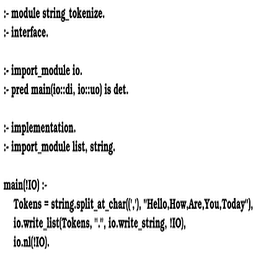 :- module string_tokenize.
:- interface.
:- import_module io.
:- pred main(io::di, io::uo) is det.
:- implementation.
:- import_module list, string.
main(!IO) :-
Tokens = string.split_at_char((','), "Hello,How,Are,You,Today"),
io.write_list(Tokens, ".", io.write_string, !IO),
io.nl(!IO).